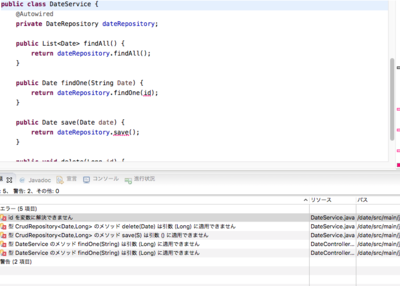 public class DateService {
@Autowired
private DateRepository dateRepository;
public List<Date> findAll() {
return dateRepository.findAll();
}
public Date findOne(String Date) {
return dateRepository.findOne(id);
}
public Date save(Date date) {
return dateRepository.save();
}
public void delete(Long id) {
Javadoc 宣言 コンソール 進行状況
5、警告: 2、その他: 0
リソース パス
エラー (5 項目)
id を変数に解決できません DateService.java /date/src/main/j
型 CrudRepository<Date,Long> のメソッド delete(Date) は引数 (Long) に適用できません DateService.java /date/src/main/j
型 CrudRepository<Date,Long> のメソッド save(S) は引数 () に適用できません DateService.java /date/src/main/j
型 DateService のメソッド findOne(String) は引数 (Long) に適用できません DateController... /date/src/main/j
型 DateService のメソッド findOne(String) は引数 (Long) に適用できません DateController... /date/src/main/j
警告 (2 項目)